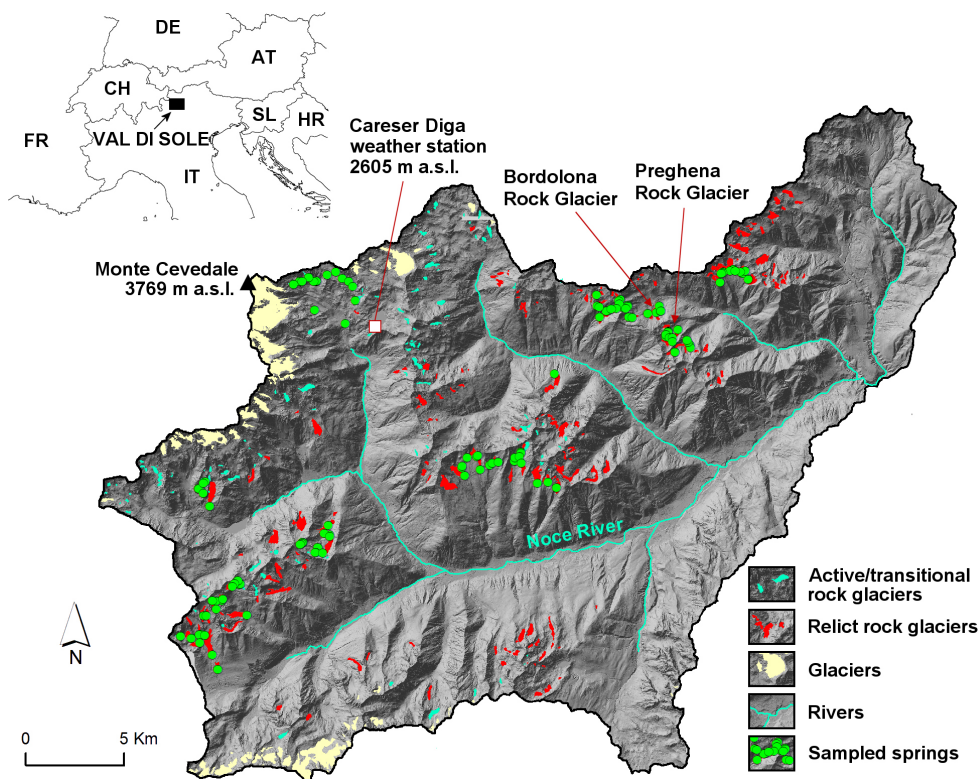 DE
AT
CH
SL
HR
FR
VAL DI SOLE
IT
Careser Diga
weather station
2605 m a.s.l.
Bordolona
Rock Glacier
Preghena
Rock Glacier
Monte Cevedale
3769 m a.s.l.
Noce River
N
0 5 Km
Active/transitional
rock glaciers
Relict rock glaciers
Glaciers
Rivers
Sampled springs